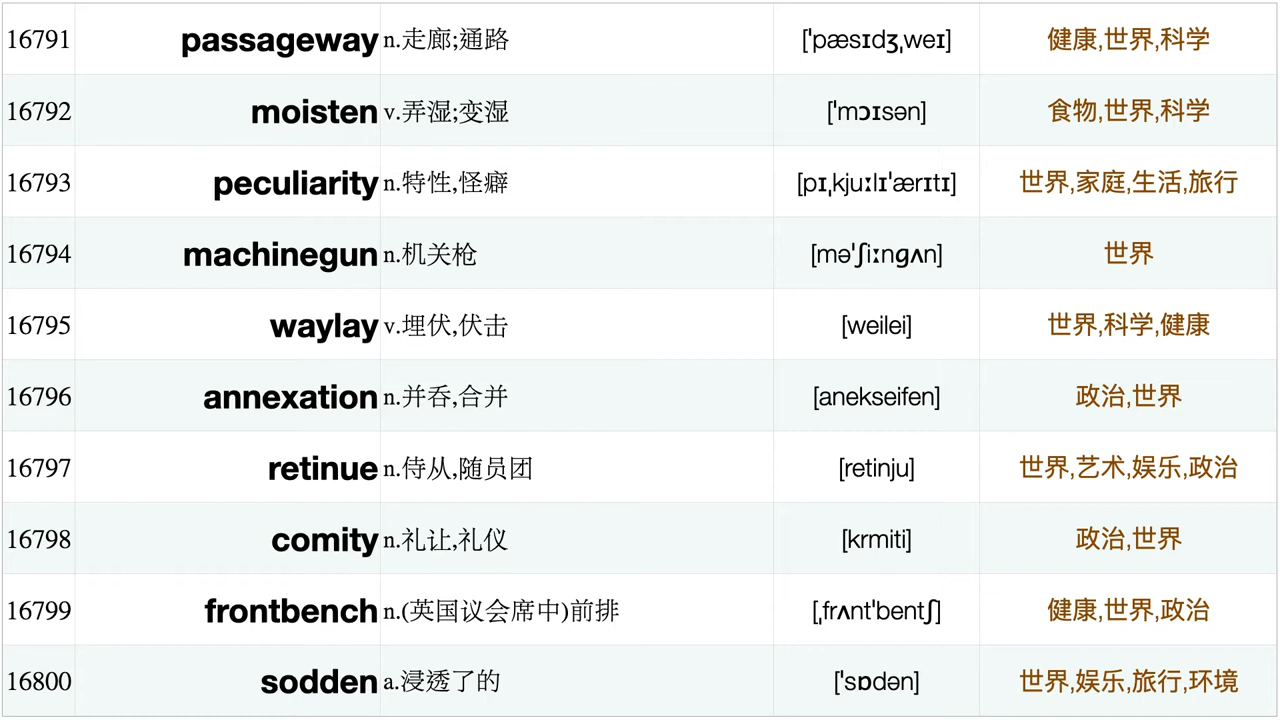 16791 passageway n.走廊;通路 [ˈpæsɪdʒˌweɪ] 健康,世界,科学
16792 moisten v.弄湿;变湿 [ˈmɔɪsən] 食物,世界,科学
16793 peculiarity n.特性,怪癖 [pɪˌkjuːlɪˈærɪtɪ] 世界,家庭,生活,旅行
16794 machinegun n.机关枪 [məˈʃiːngʌn] 世界
16795 waylay v.埋伏,伏击 [weilei] 世界,科学,健康
16796 annexation n.并吞,合并 [anekseifen] 政治,世界
16797 retinue n.侍从,随员团 [retinju] 世界,艺术,娱乐,政治
16798 comity n.礼让,礼仪 [krmiti] 政治,世界
16799 frontbench n.(英国议会席中)前排 [ˌfrʌntˈbentʃ] 健康,世界,政治
16800 sodden a.浸透了的 [ˈsɒdən] 世界,娱乐,旅行,环境